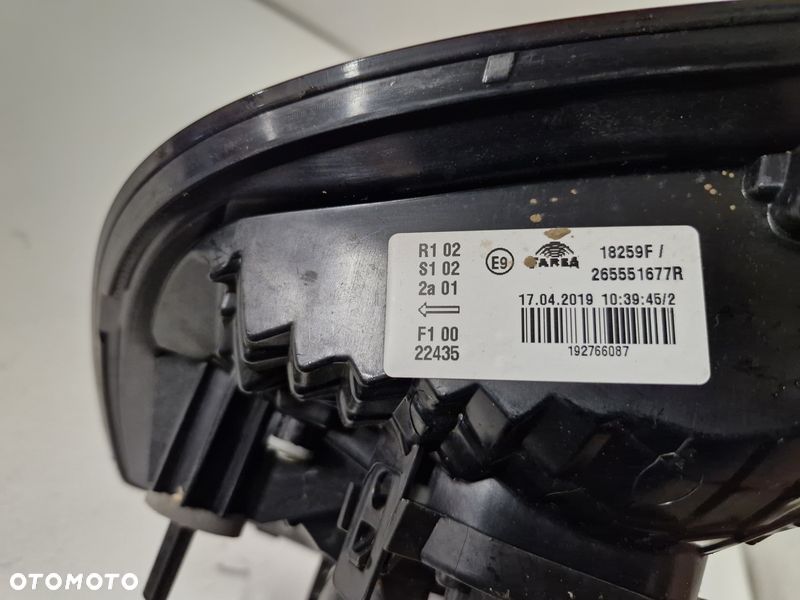 R1 02
S1 02
2a 01
F1 00
22435
E9
FAREA
18259F /
265551677R
17.04.2019 10:39:45/2
192766087
OTOMOTO